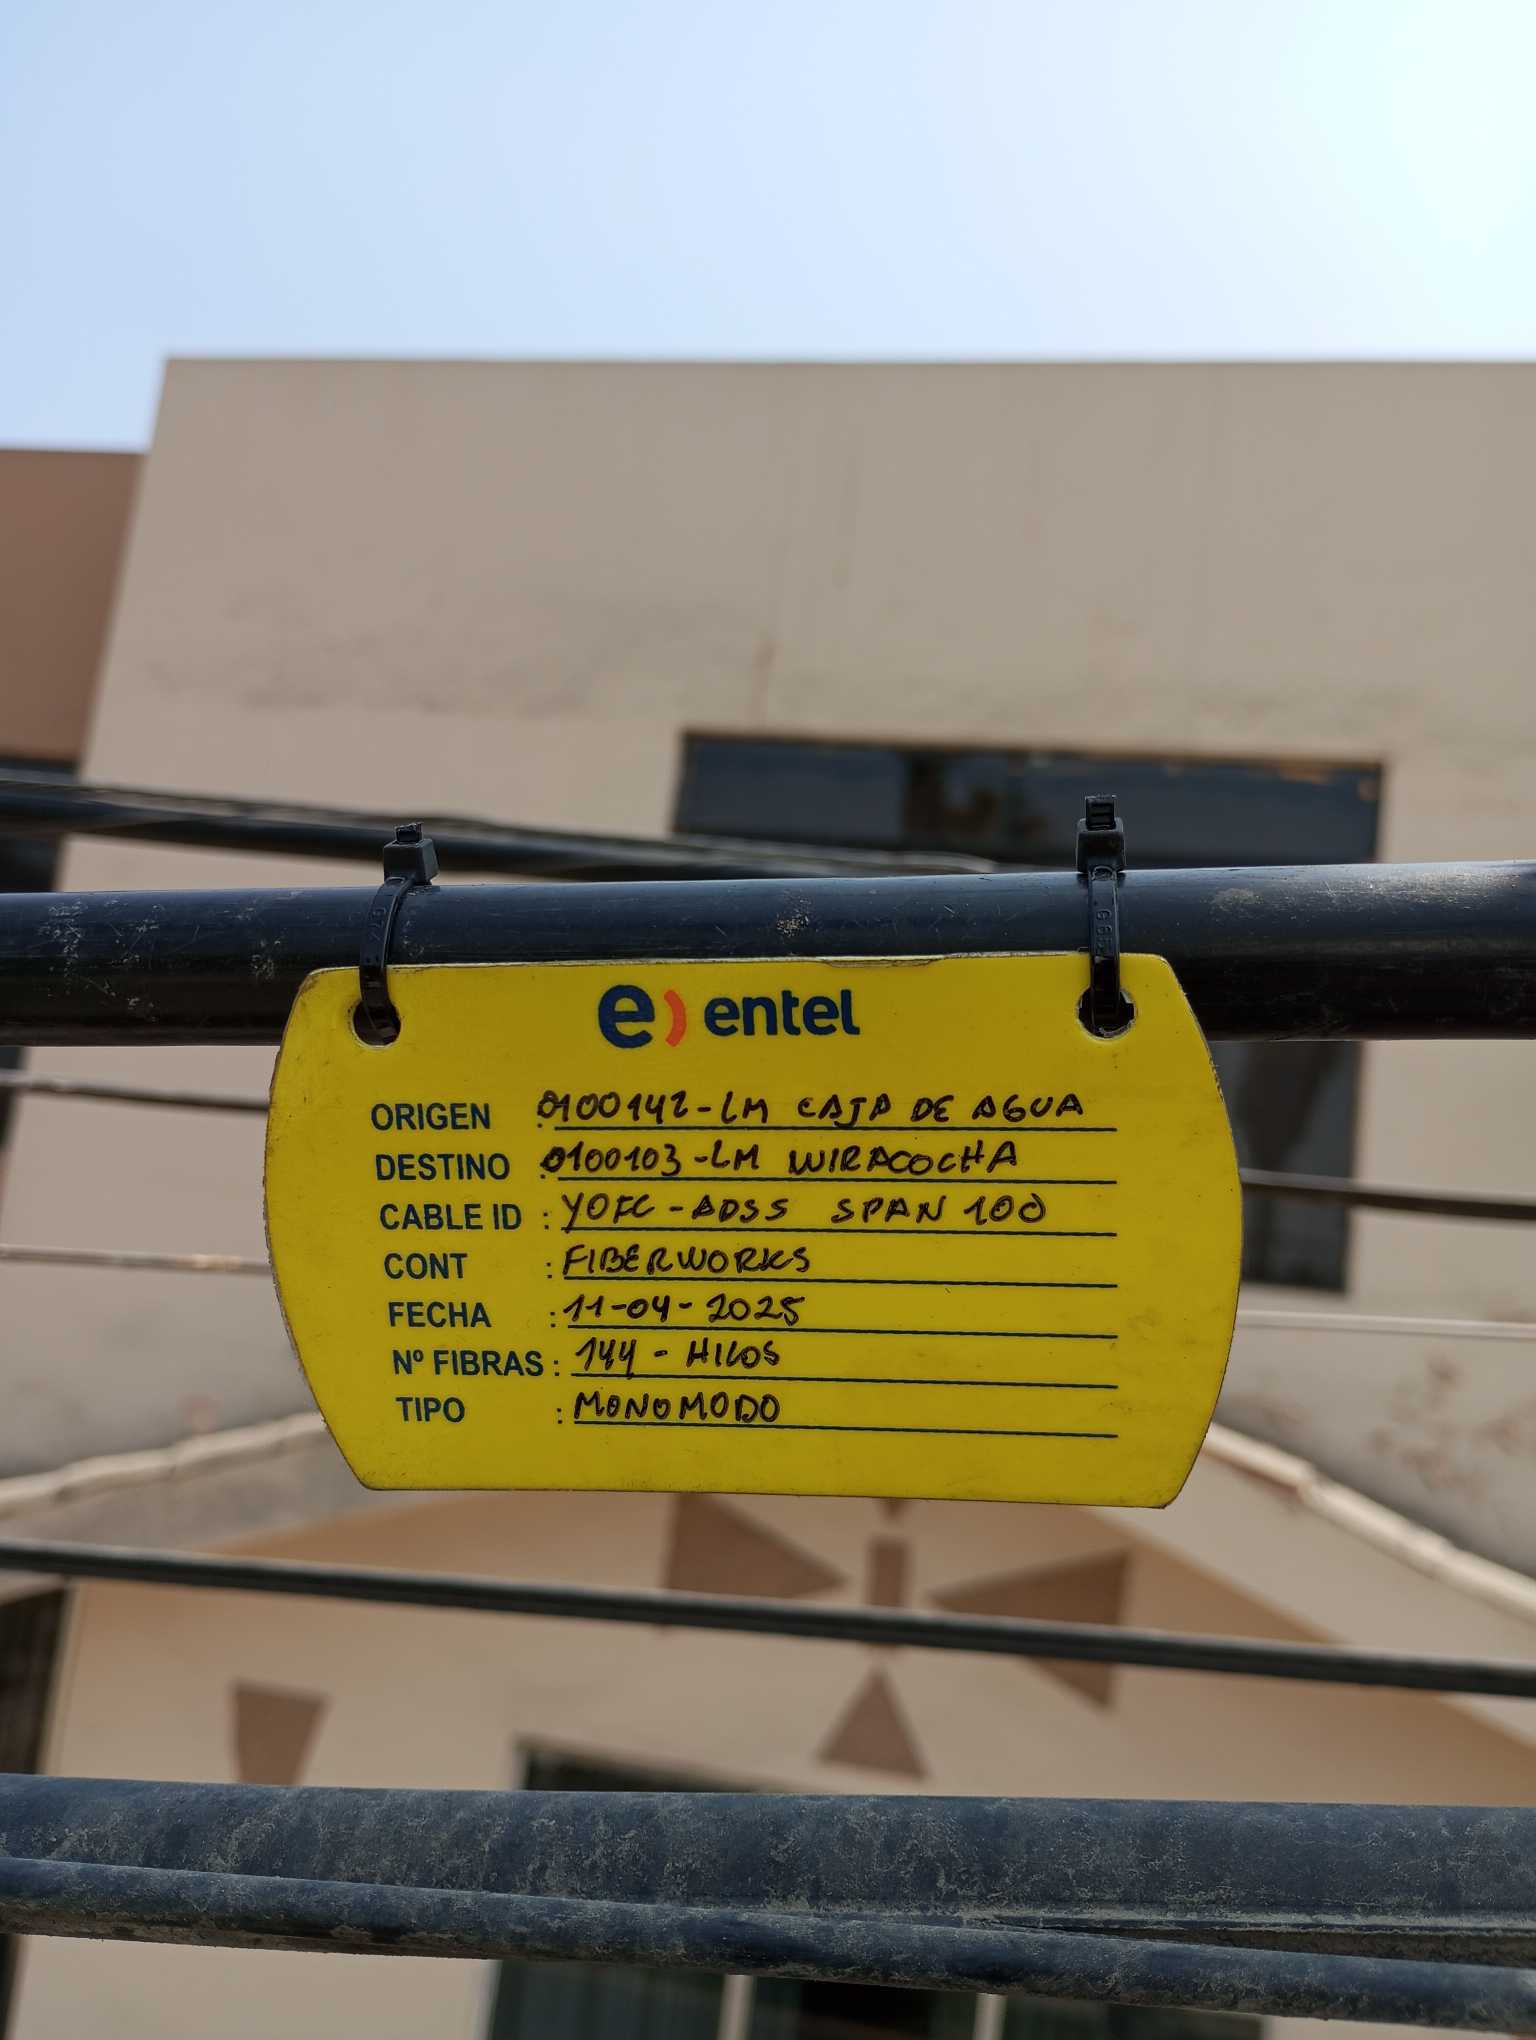 e) entel
ORIGEN : 0100142-LM CAJA DE AGUA
DESTINO : 0100103-LM WIRACOCHA
CABLE ID : YOFC-ADSS SPAN 100
CONT : FIBERWORKS
FECHA : 11-04-2025
Nº FIBRAS : 144 - HILOS
TIPO : MONOMODO